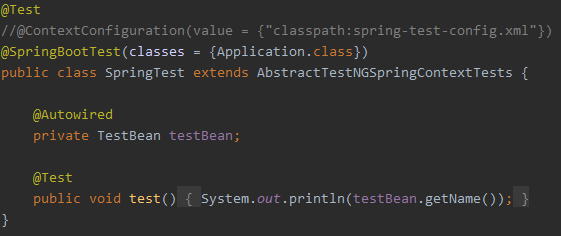 @Test
//@ContextConfiguration(value = {"classpath:spring-test-config.xml"})
@SpringBootTest(classes = {Application.class})
public class SpringTest extends AbstractTestNGSpringContextTests {
@Autowired
private TestBean testBean;
@Test
public void test() { System.out.println(testBean.getName()); }
}